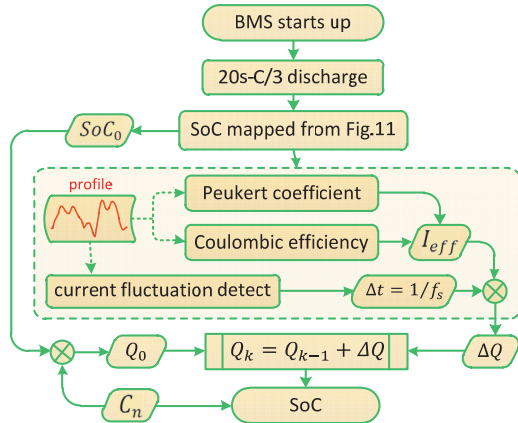 BMS starts up
20s-C/3 discharge
SoC₀
SoC mapped from Fig.11
profile
Peukert coefficient
Coulombic efficiency
I_eff
current fluctuation detect
Δt = 1/f_s
Q₀
Q_k = Q_{k-1} + ΔQ
ΔQ
C_n
SoC